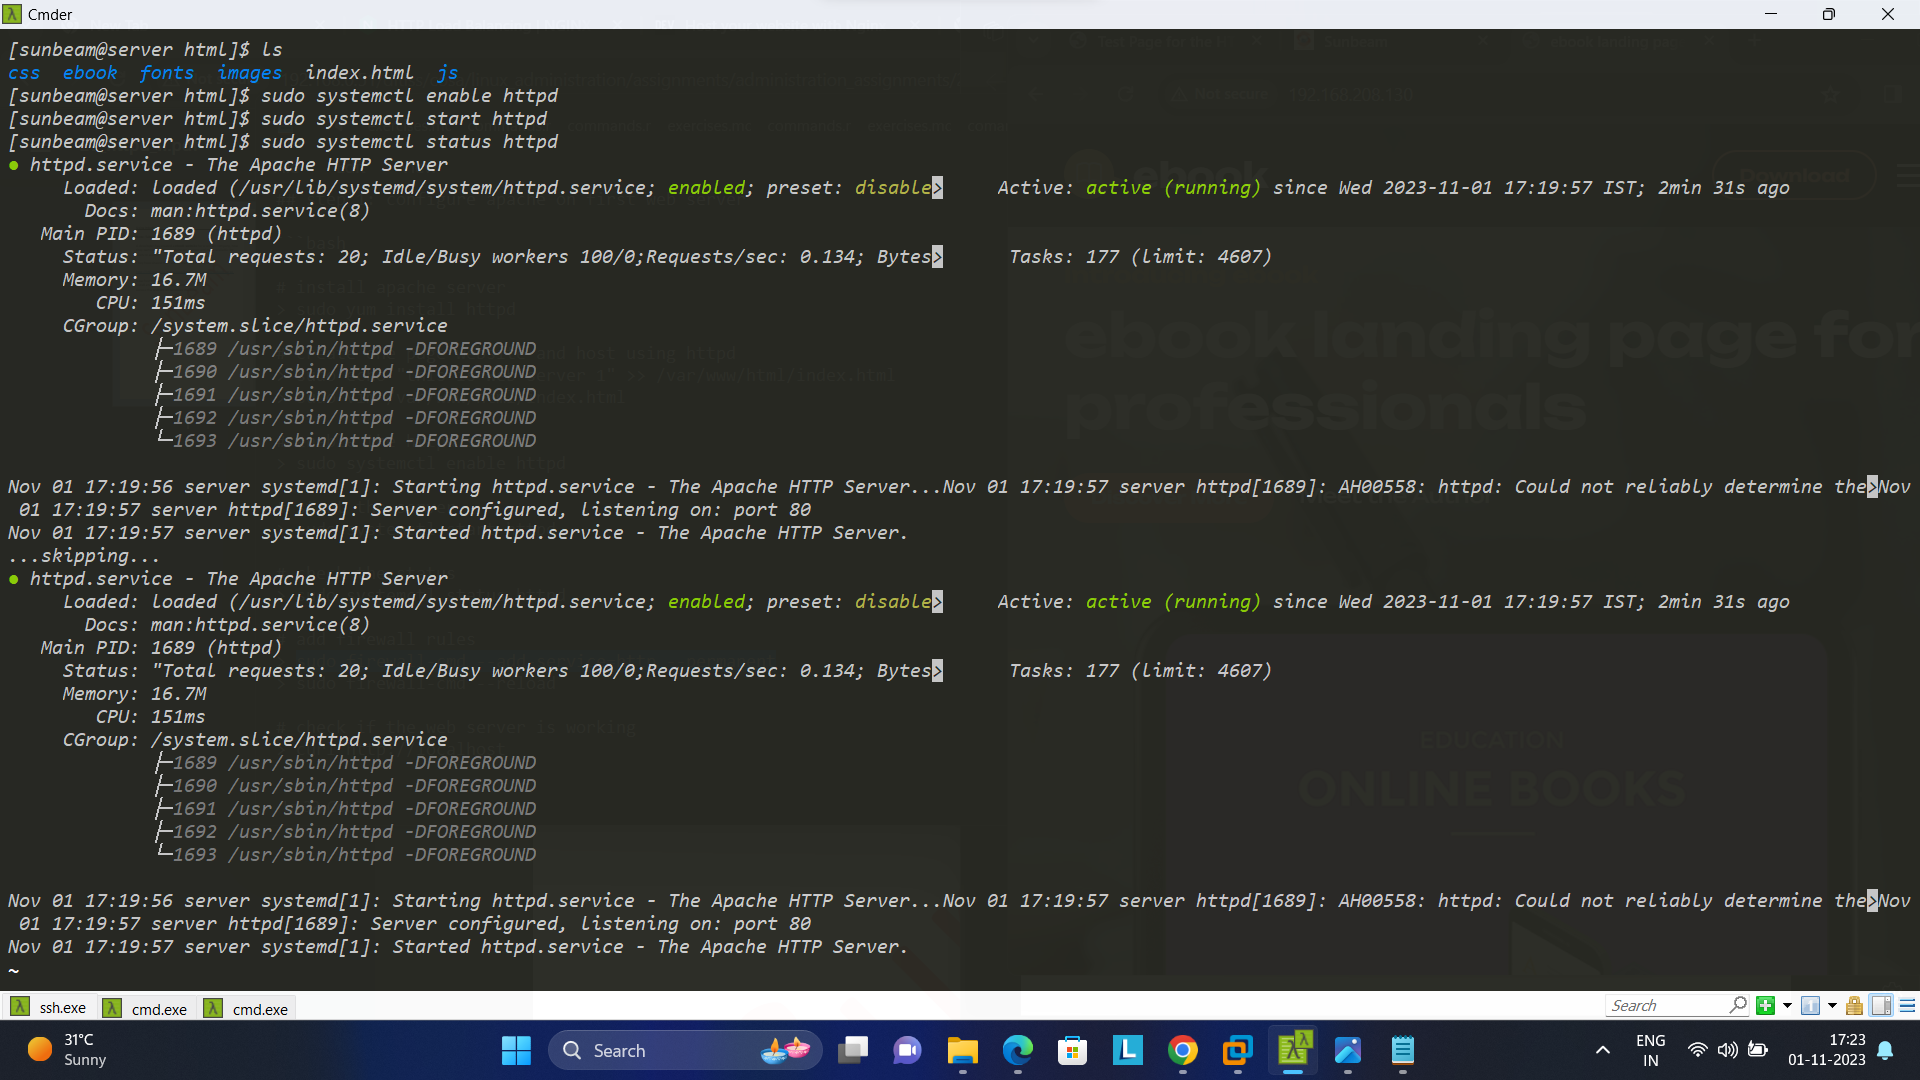 Cmder
[sunbeam@server html]$ ls
css  ebook  fonts  images  index.html  js
[sunbeam@server html]$ sudo systemctl enable httpd
[sunbeam@server html]$ sudo systemctl start httpd
[sunbeam@server html]$ sudo systemctl status httpd
● httpd.service - The Apache HTTP Server
Loaded: loaded (/usr/lib/systemd/system/httpd.service; enabled; preset: disable>     Active: active (running) since Wed 2023-11-01 17:19:57 IST; 2min 31s ago
Docs: man:httpd.service(8)
Main PID: 1689 (httpd)
Status: "Total requests: 20; Idle/Busy workers 100/0;Requests/sec: 0.134; Bytes>      Tasks: 177 (limit: 4607)
Memory: 16.7M
CPU: 151ms
CGroup: /system.slice/httpd.service
├─1689 /usr/sbin/httpd -DFOREGROUND
├─1690 /usr/sbin/httpd -DFOREGROUND
├─1691 /usr/sbin/httpd -DFOREGROUND
├─1692 /usr/sbin/httpd -DFOREGROUND
└─1693 /usr/sbin/httpd -DFOREGROUND
Nov 01 17:19:56 server systemd[1]: Starting httpd.service - The Apache HTTP Server...Nov 01 17:19:57 server httpd[1689]: AH00558: httpd: Could not reliably determine the>Nov
01 17:19:57 server httpd[1689]: Server configured, listening on: port 80
Nov 01 17:19:57 server systemd[1]: Started httpd.service - The Apache HTTP Server.
...skipping...
● httpd.service - The Apache HTTP Server
Loaded: loaded (/usr/lib/systemd/system/httpd.service; enabled; preset: disable>     Active: active (running) since Wed 2023-11-01 17:19:57 IST; 2min 31s ago
Docs: man:httpd.service(8)
Main PID: 1689 (httpd)
Status: "Total requests: 20; Idle/Busy workers 100/0;Requests/sec: 0.134; Bytes>      Tasks: 177 (limit: 4607)
Memory: 16.7M
CPU: 151ms
CGroup: /system.slice/httpd.service
├─1689 /usr/sbin/httpd -DFOREGROUND
├─1690 /usr/sbin/httpd -DFOREGROUND
├─1691 /usr/sbin/httpd -DFOREGROUND
├─1692 /usr/sbin/httpd -DFOREGROUND
└─1693 /usr/sbin/httpd -DFOREGROUND
Nov 01 17:19:56 server systemd[1]: Starting httpd.service - The Apache HTTP Server...Nov 01 17:19:57 server httpd[1689]: AH00558: httpd: Could not reliably determine the>Nov
01 17:19:57 server httpd[1689]: Server configured, listening on: port 80
Nov 01 17:19:57 server systemd[1]: Started httpd.service - The Apache HTTP Server.
~
ebook
Download
ebook landing page for
professionals
EDUCATION
ONLINE BOOKS
ssh.exe  cmd.exe  cmd.exe  Search
31°C
Sunny
Search
ENG
IN
17:23
01-11-2023